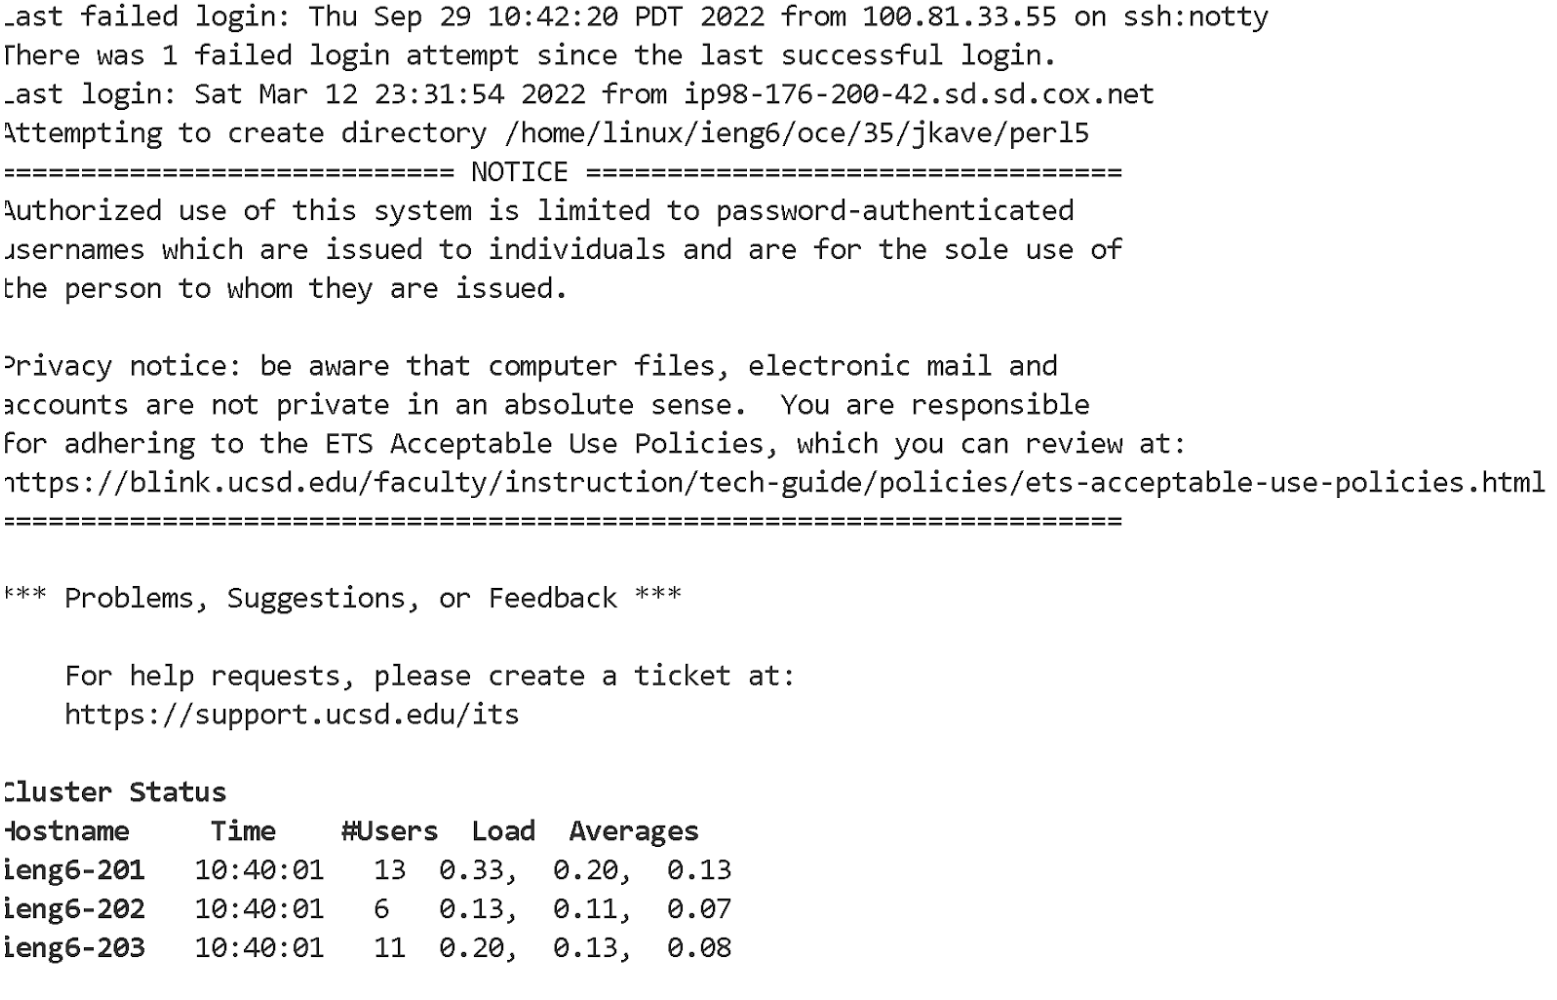 Last failed login: Thu Sep 29 10:42:20 PDT 2022 from 100.81.33.55 on ssh:notty
There was 1 failed login attempt since the last successful login.
Last login: Sat Mar 12 23:31:54 2022 from ip98-176-200-42.sd.sd.cox.net
Attempting to create directory /home/linux/ieng6/oce/35/jkave/perl5
============================ NOTICE =================================
Authorized use of this system is limited to password-authenticated
usernames which are issued to individuals and are for the sole use of
the person to whom they are issued.

Privacy notice: be aware that computer files, electronic mail and
accounts are not private in an absolute sense.  You are responsible
for adhering to the ETS Acceptable Use Policies, which you can review at:
https://blink.ucsd.edu/faculty/instruction/tech-guide/policies/ets-acceptable-use-policies.html
=====================================================================

*** Problems, Suggestions, or Feedback ***

    For help requests, please create a ticket at:
    https://support.ucsd.edu/its

Cluster Status
Hostname     Time    #Users  Load  Averages
ieng6-201   10:40:01   13  0.33,  0.20,  0.13
ieng6-202   10:40:01   6   0.13,  0.11,  0.07
ieng6-203   10:40:01   11  0.20,  0.13,  0.08